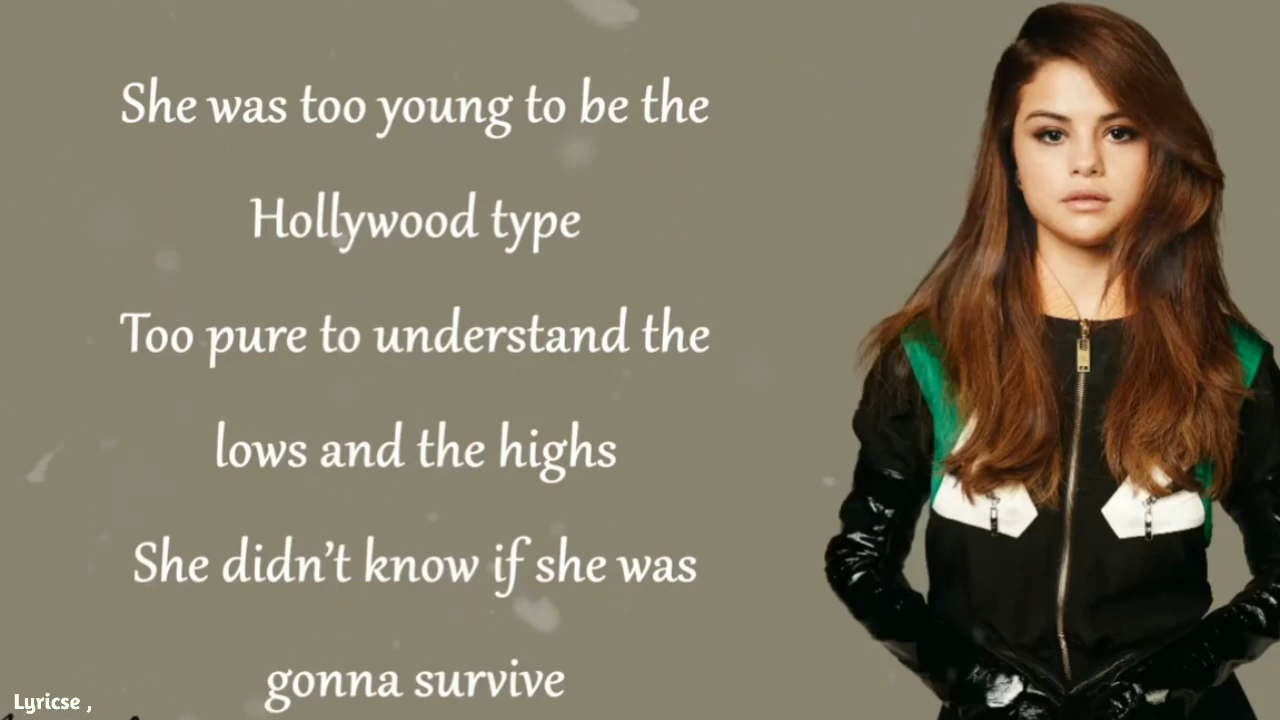 She was too young to be the
Hollywood type
Too pure to understand the
lows and the highs
She didn't know if she was
gonna survive
Lyricse ,